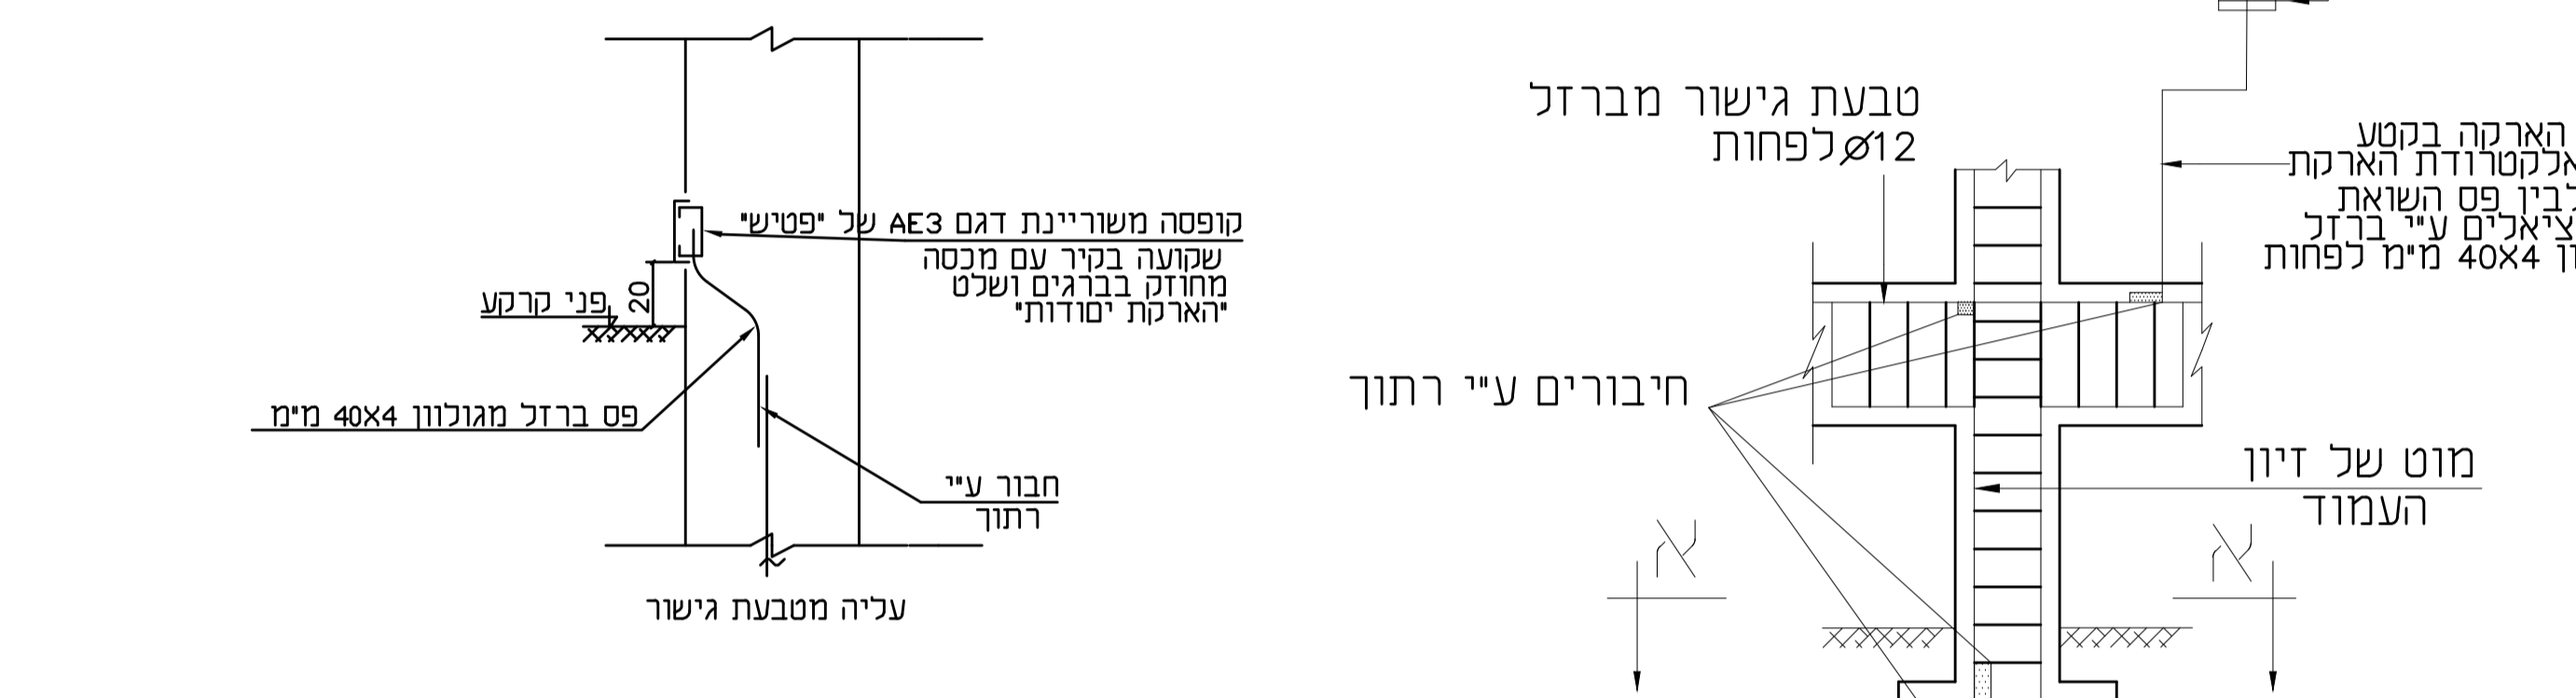 טבעת גישור מברזל
⌀12 לפחות
הארקה בקטע
אלקטרודת הארקת
לבין פס השואת
ציאלים ע"י ברזל
40X4 מ"מ לפחות
קופסה משוריינת דגם AE3 של "פטיש"
שקועה בקיר עם מכסה
מחוזק בברגים ושלט
"הארקת יסודות"
פני קרקע
20
פס ברזל מגולוון 40X4 מ"מ
חיבורים ע"י רתוך
מוט של זיון
העמוד
חבור ע"י
רתוך
א
א
עליה מטבעת גישור